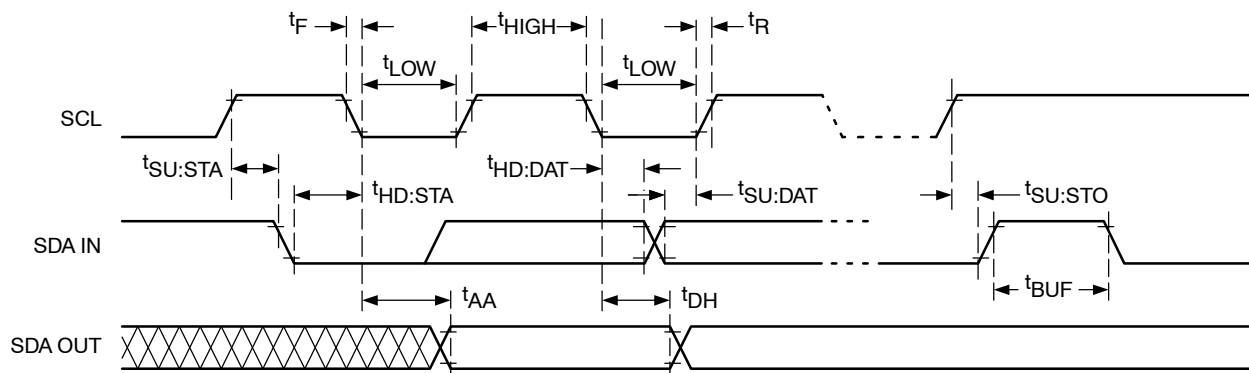 tF
tHIGH
tR
tLOW
tLOW
SCL
tSU:STA
tHD:STA
tHD:DAT
tSU:DAT
tSU:STO
SDA IN
tBUF
tAA
tDH
SDA OUT